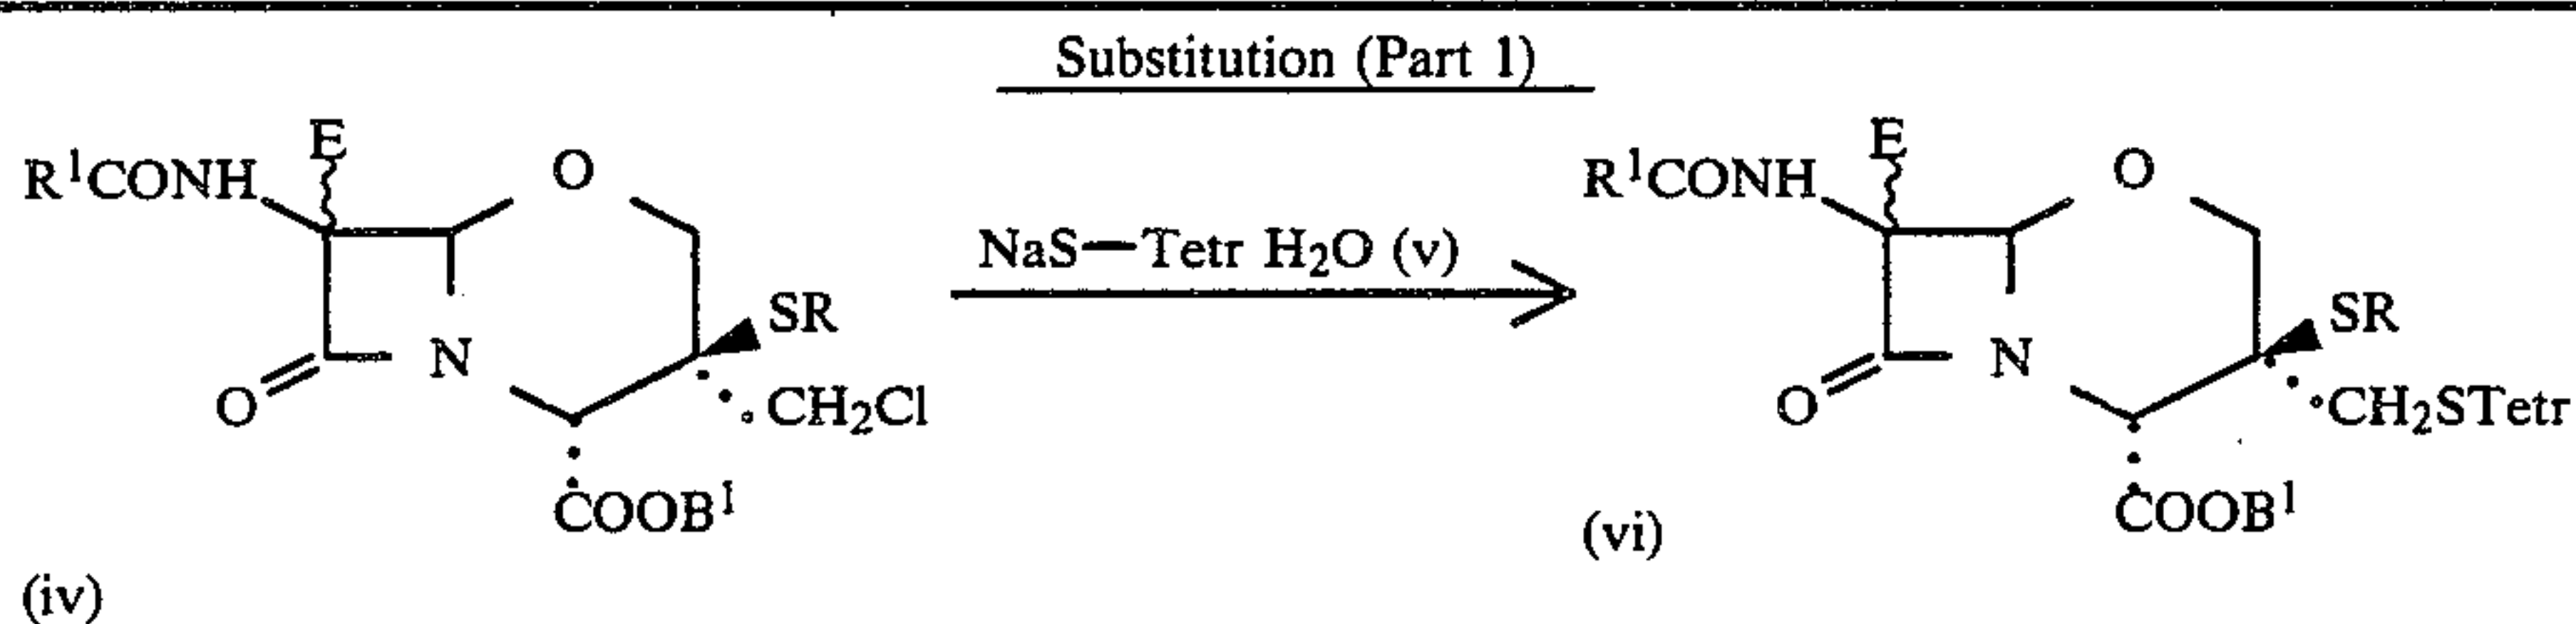 Substitution (Part 1)
E
R¹CONH
O
SR
N
O
CH₂Cl
COOB¹
(iv)
NaS—Tetr H₂O (v)
E
R¹CONH
O
SR
N
O
CH₂STetr
COOB¹
(vi)